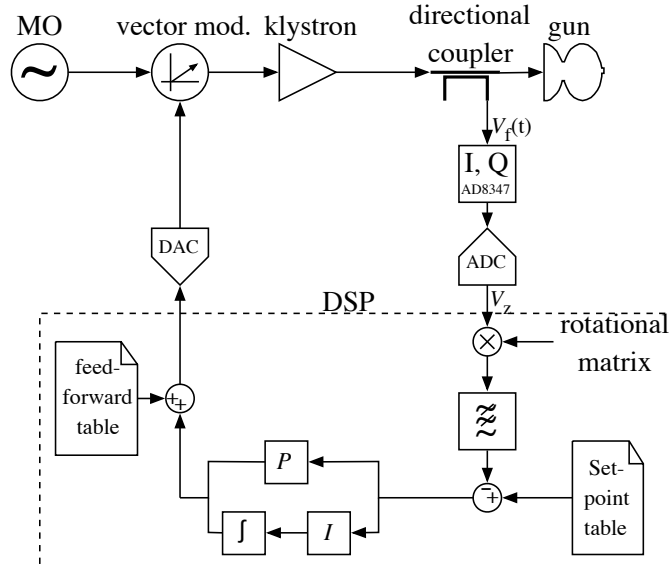 MO
vector mod.
klystron
directional
coupler
gun
V_f(t)
I, Q
AD8347
DAC
ADC
V_z
DSP
rotational
matrix
feed-
forward
table
+
+
P
∫
I
-
+
Set-
point
table